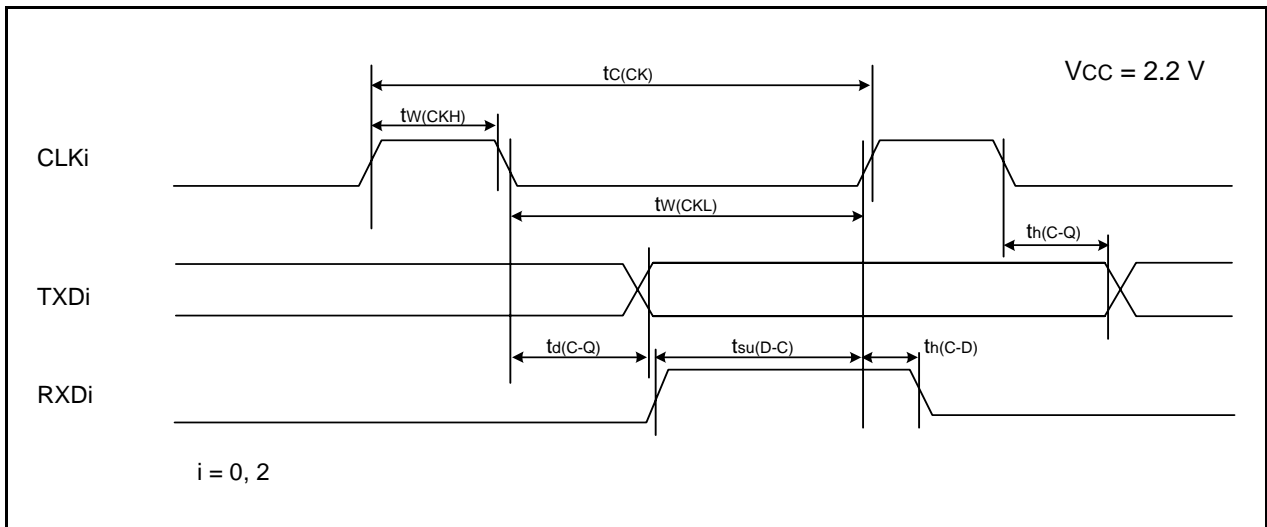 VCC = 2.2 V
tC(CK)
tW(CKH)
CLKi
tW(CKL)
th(C-Q)
TXDi
td(C-Q)
tsu(D-C)
th(C-D)
RXDi
i = 0, 2